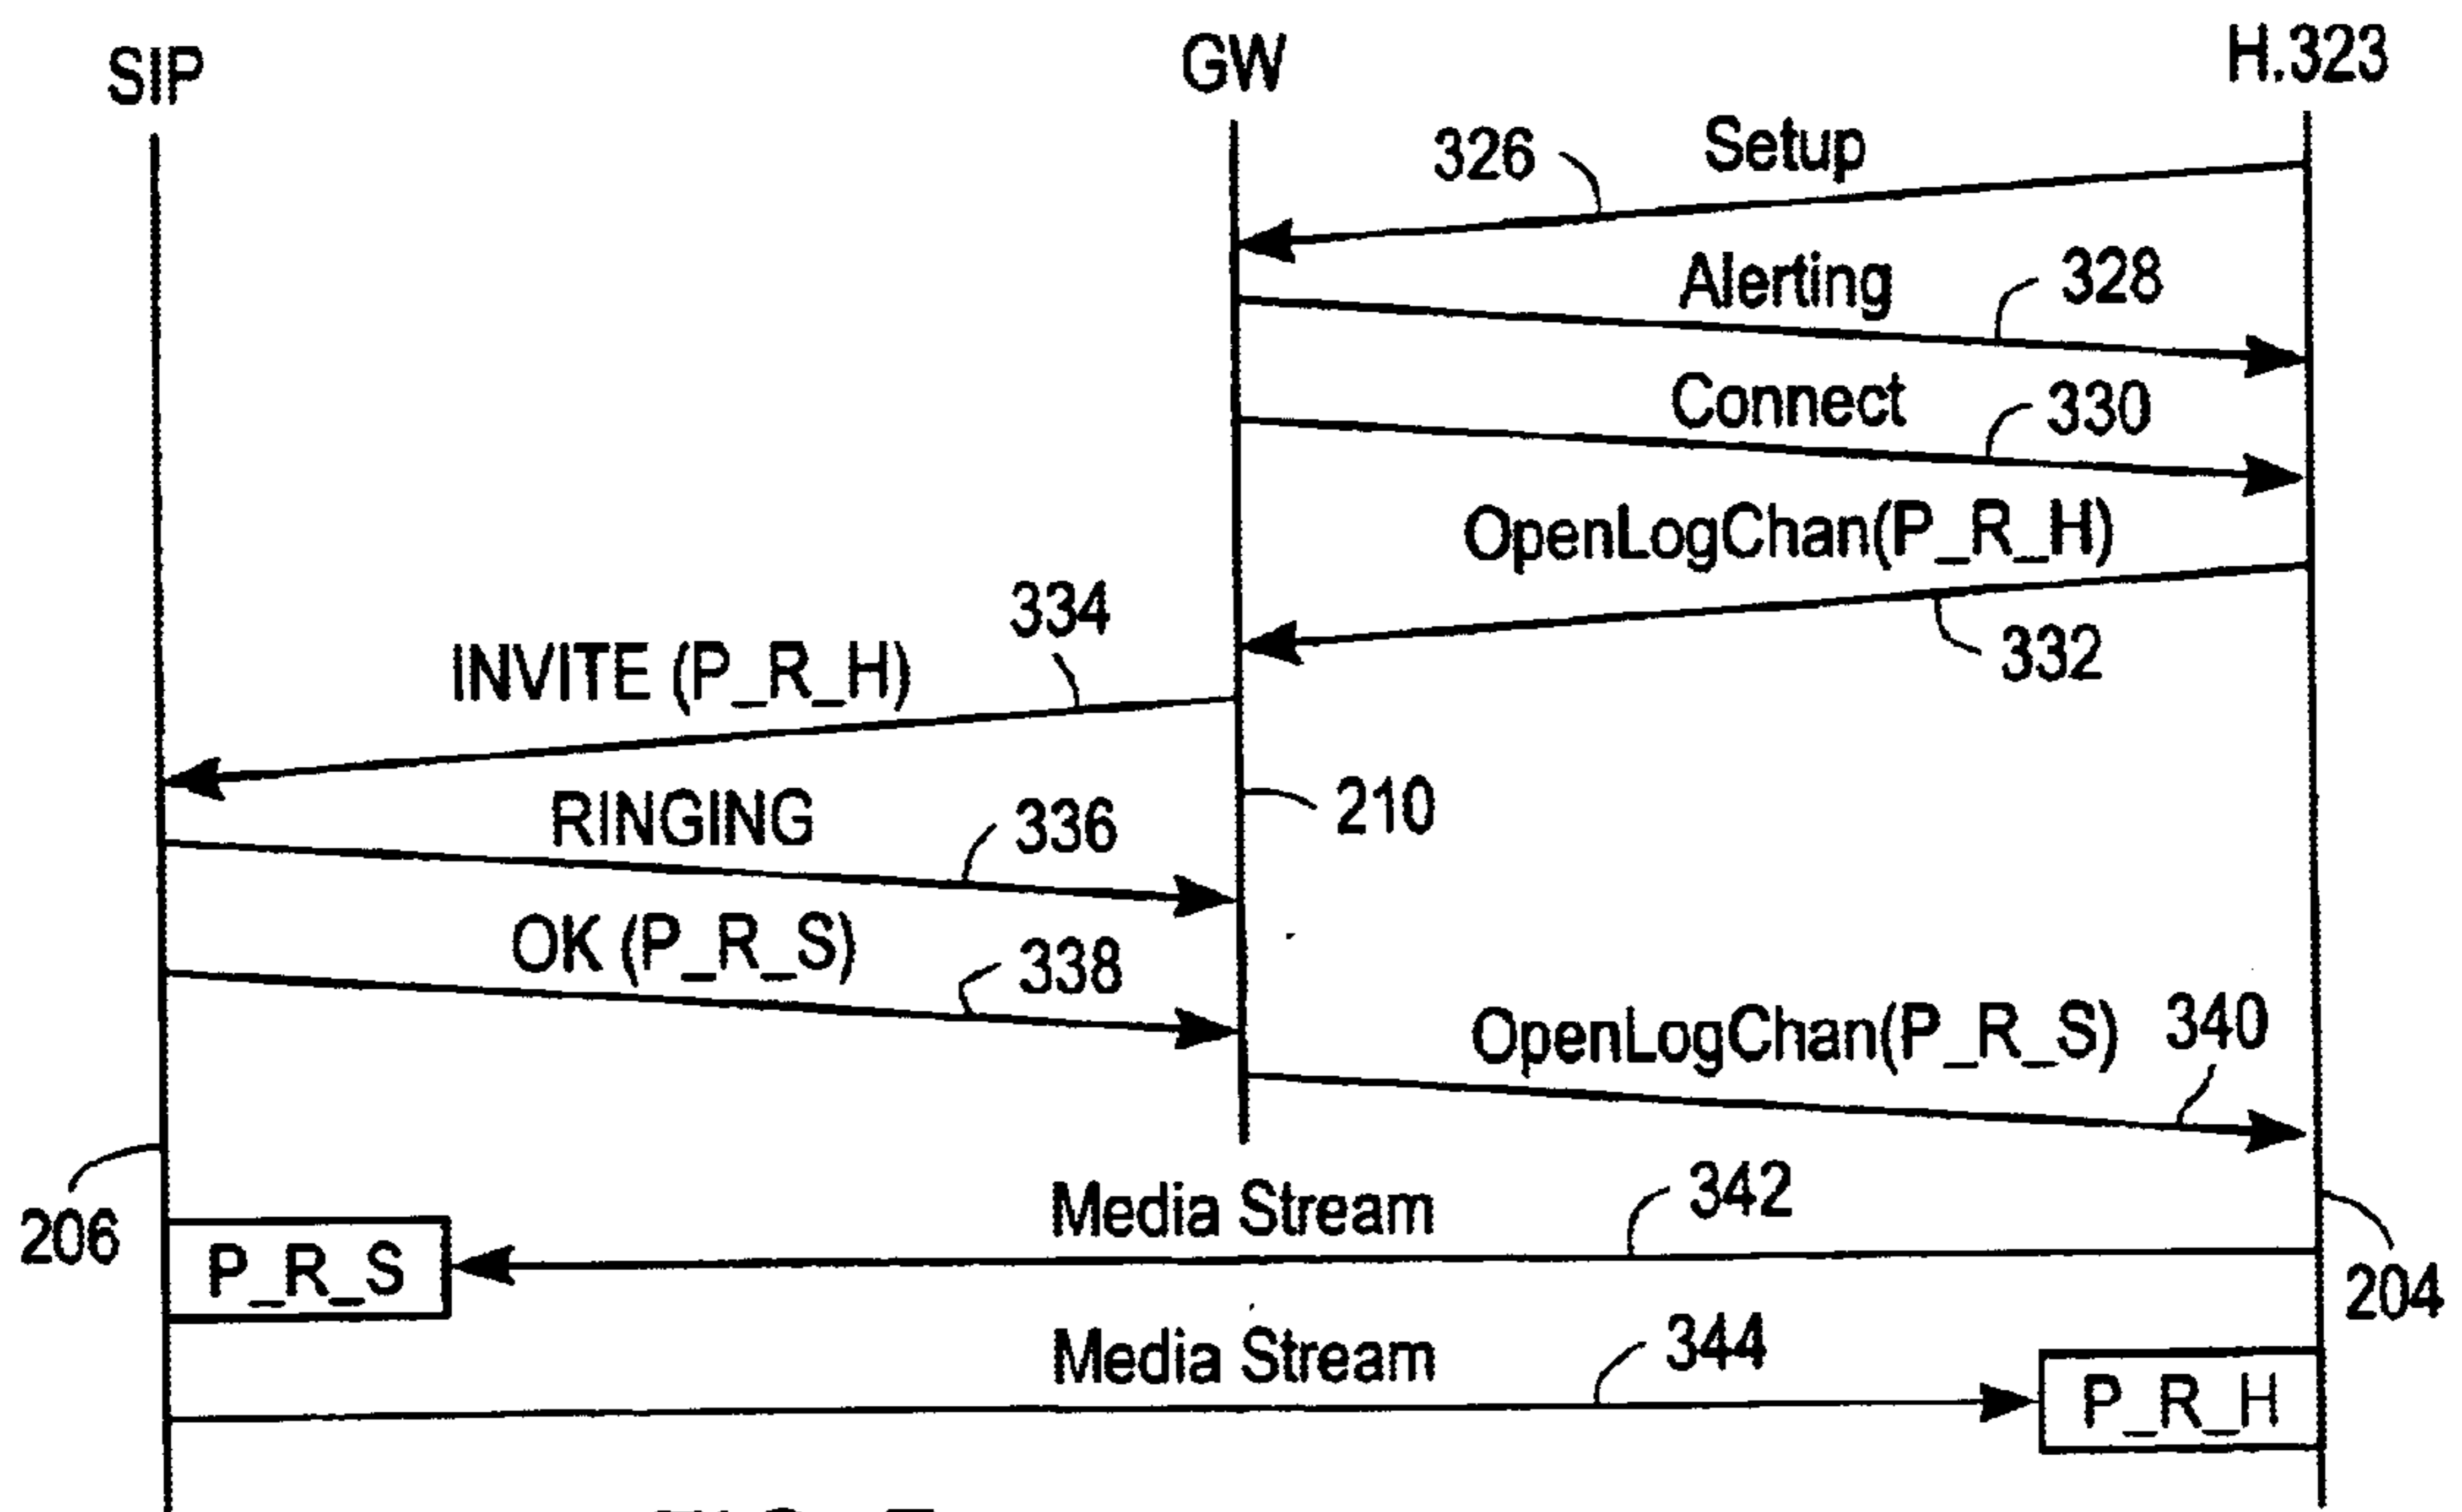 SIP
GW
H.323
326
Setup
Alerting
328
Connect
330
OpenLogChan(P_R_H)
332
334
INVITE (P_R_H)
RINGING
336
210
OK (P_R_S)
338
OpenLogChan(P_R_S)
340
206
204
Media Stream
342
P_R_S
Media Stream
344
P_R_H